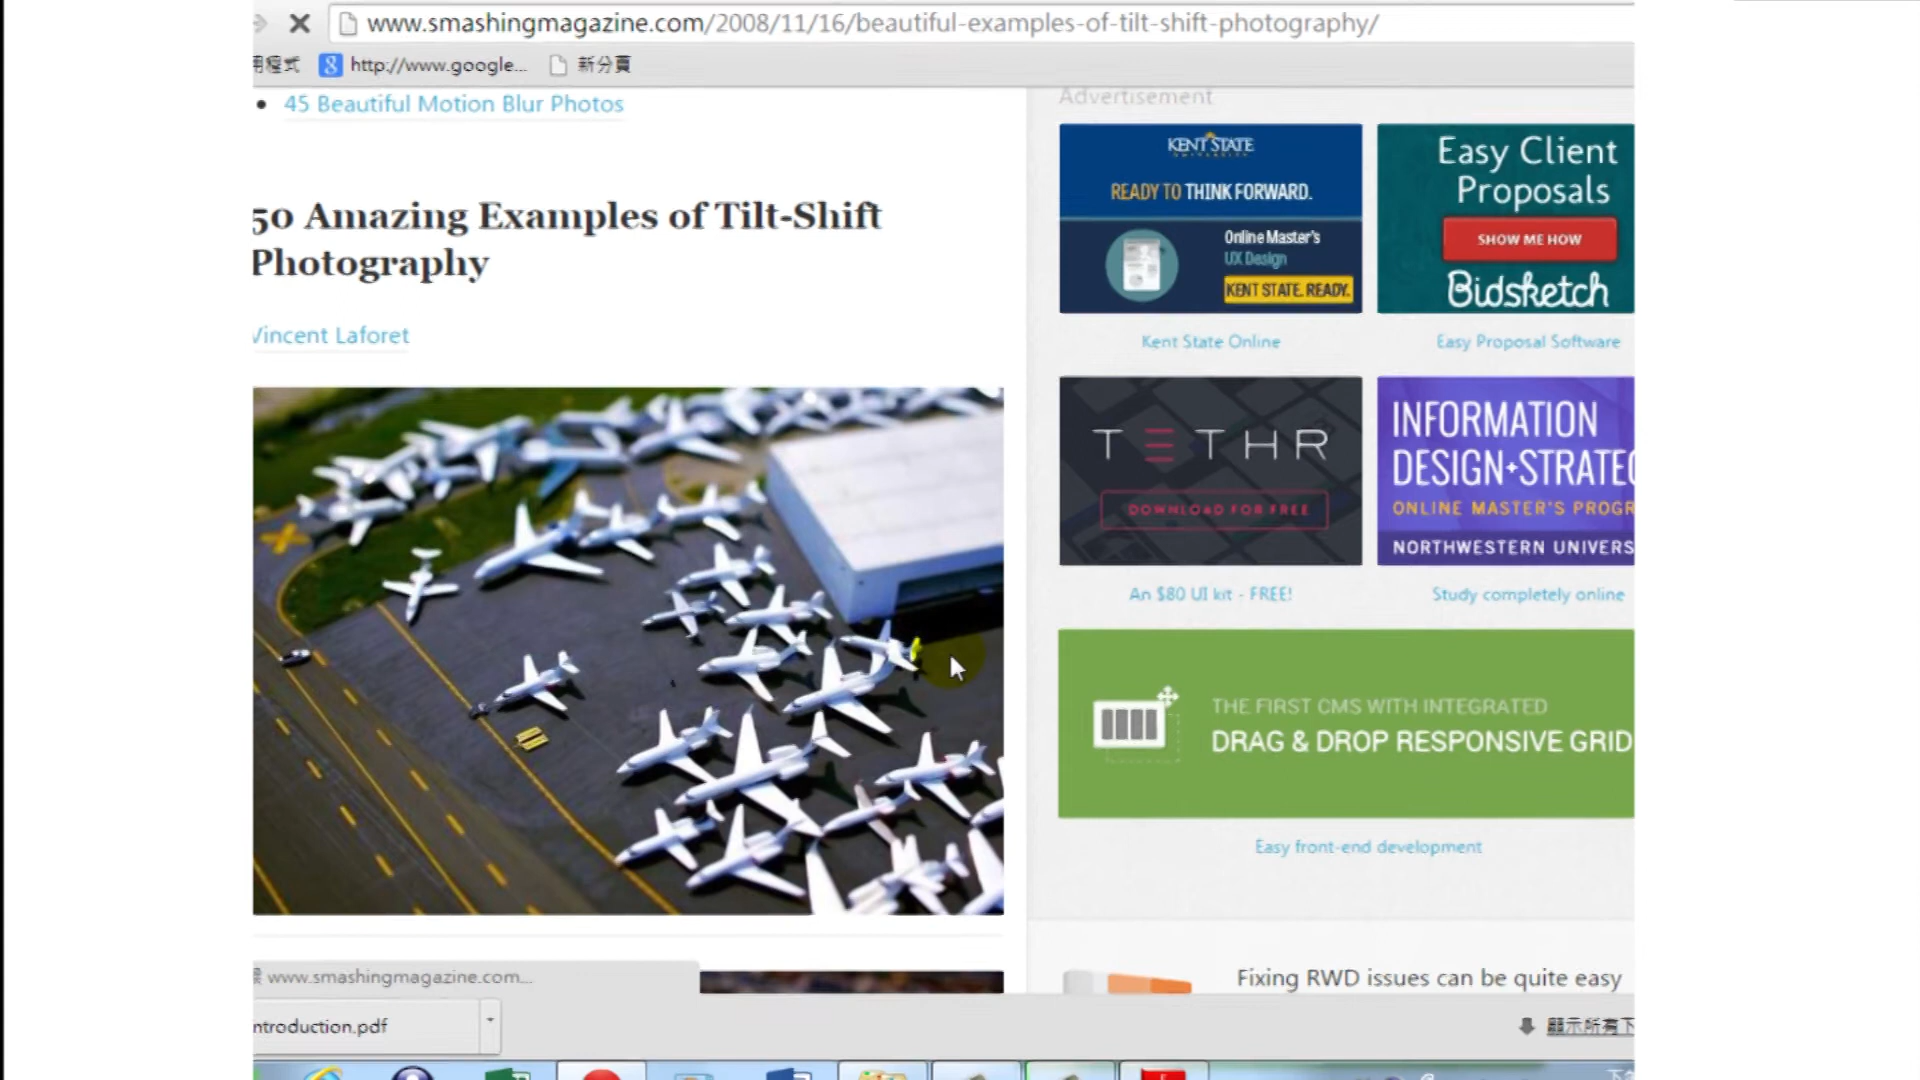 www.smashingmagazine.com/2008/11/16/beautiful-examples-of-tilt-shift-photography/
用程式 http://www.google... 新分頁
45 Beautiful Motion Blur Photos
50 Amazing Examples of Tilt-Shift
Photography
Vincent Laforet
Advertisement
KENT STATE
UNIVERSITY
READY TO THINK FORWARD.
Online Master's
UX Design
KENT STATE. READY.
Kent State Online
Easy Client
Proposals
SHOW ME HOW
Bidsketch
Easy Proposal Software
TETHR
DOWNLOAD FOR FREE
An $80 UI kit - FREE!
INFORMATION
DESIGN+STRATEG
ONLINE MASTER'S PROGR
NORTHWESTERN UNIVERS
Study completely online
THE FIRST CMS WITH INTEGRATED
DRAG & DROP RESPONSIVE GRID
Easy front-end development
Fixing RWD issues can be quite easy
www.smashingmagazine.com...
ntroduction.pdf
顯示所有下